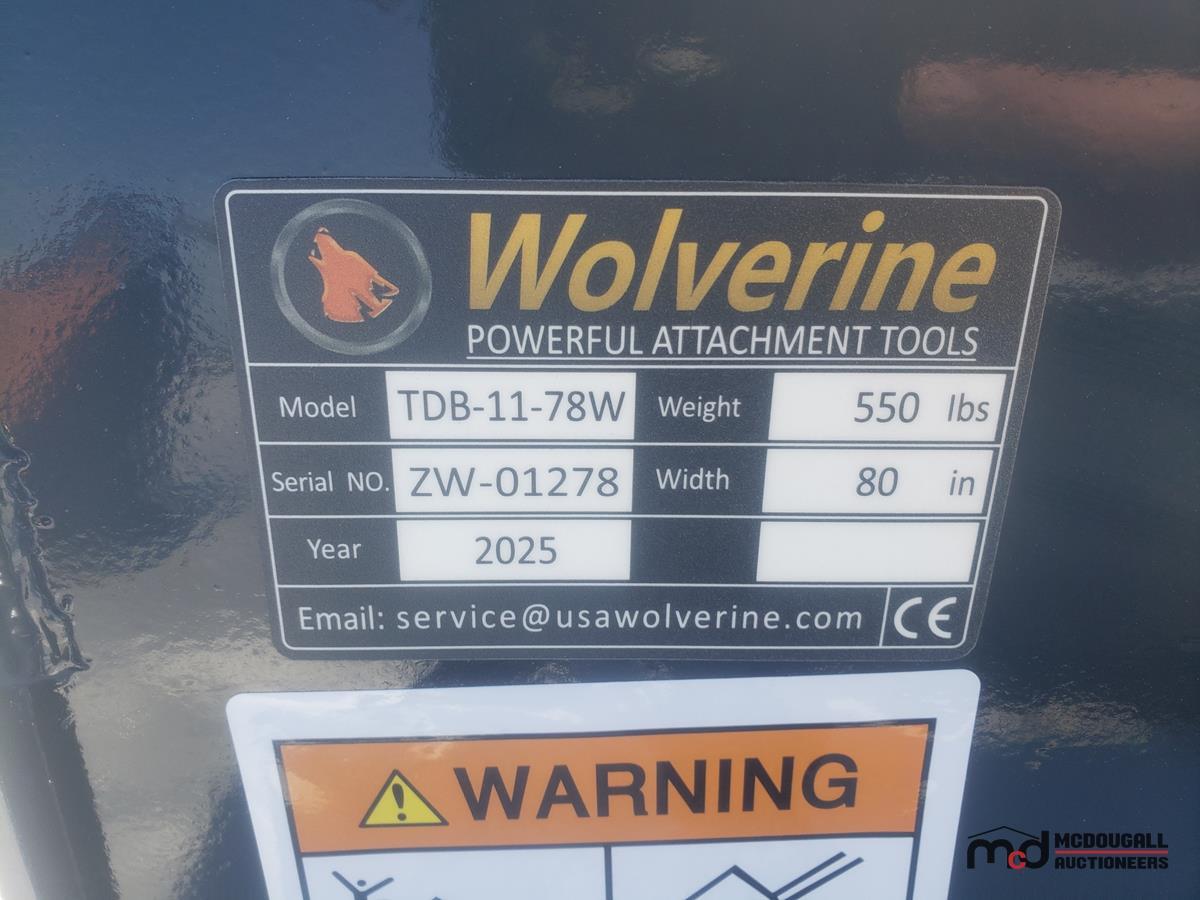 Wolverine
POWERFUL ATTACHMENT TOOLS
Model TDB-11-78W Weight 550 lbs
Serial NO. ZW-01278 Width 80 in
Year 2025
Email: service@usawolverine.com CE
WARNING
mcd MCDOUGALL
AUCTIONEERS